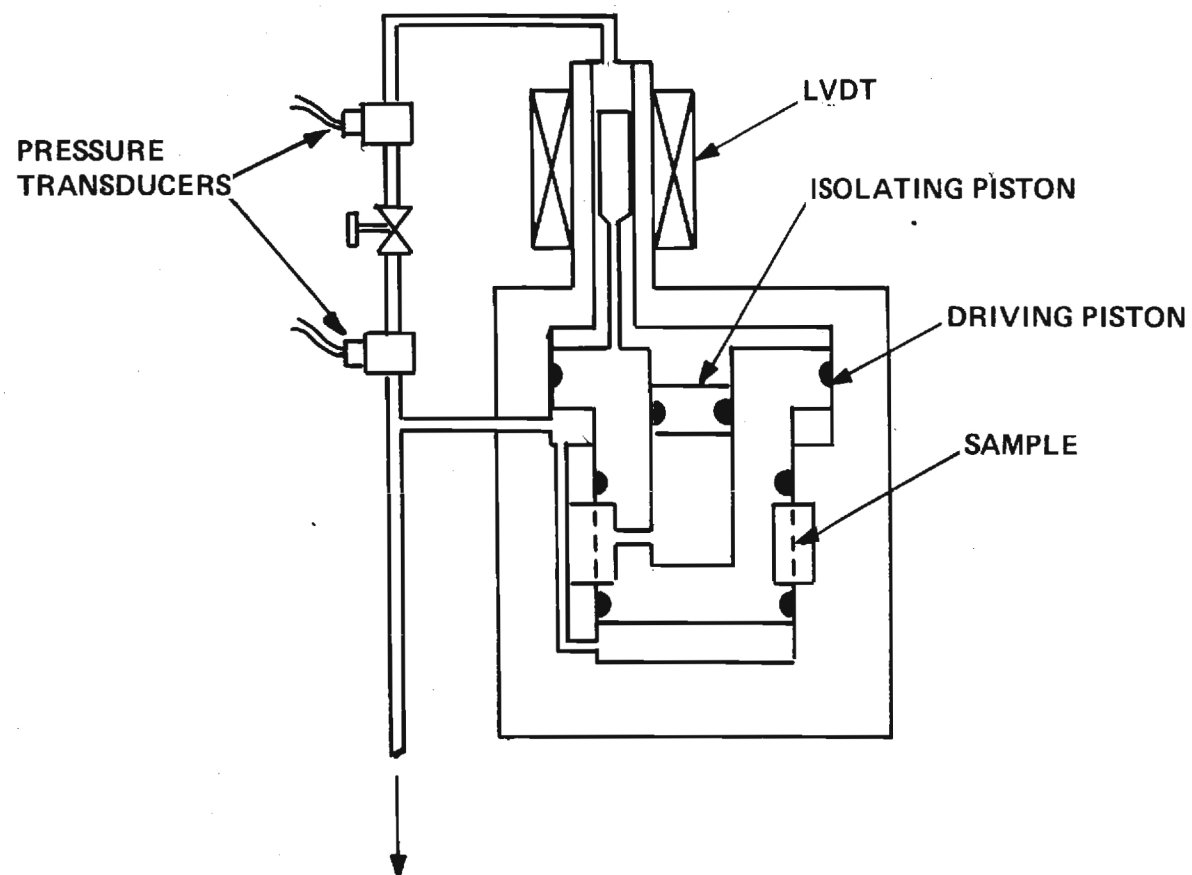 LVDT
PRESSURE
TRANSDUCERS
ISOLATING PISTON
DRIVING PISTON
SAMPLE